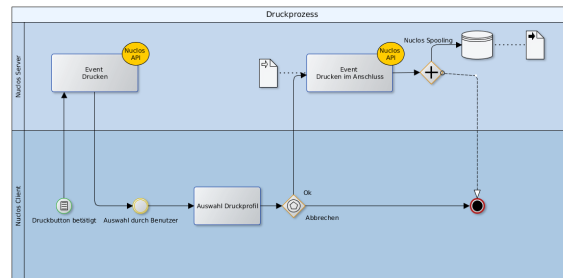 Druckprozess
Nuclos Server
Nuclos
API
Event
Drucken
Nuclos
API
Event
Drucken im Anschluss
Nuclos Spooling
Nuclos Client
Druckbutton betätigt
Auswahl durch Benutzer
Auswahl Druckprofil
Ok
Abbrechen